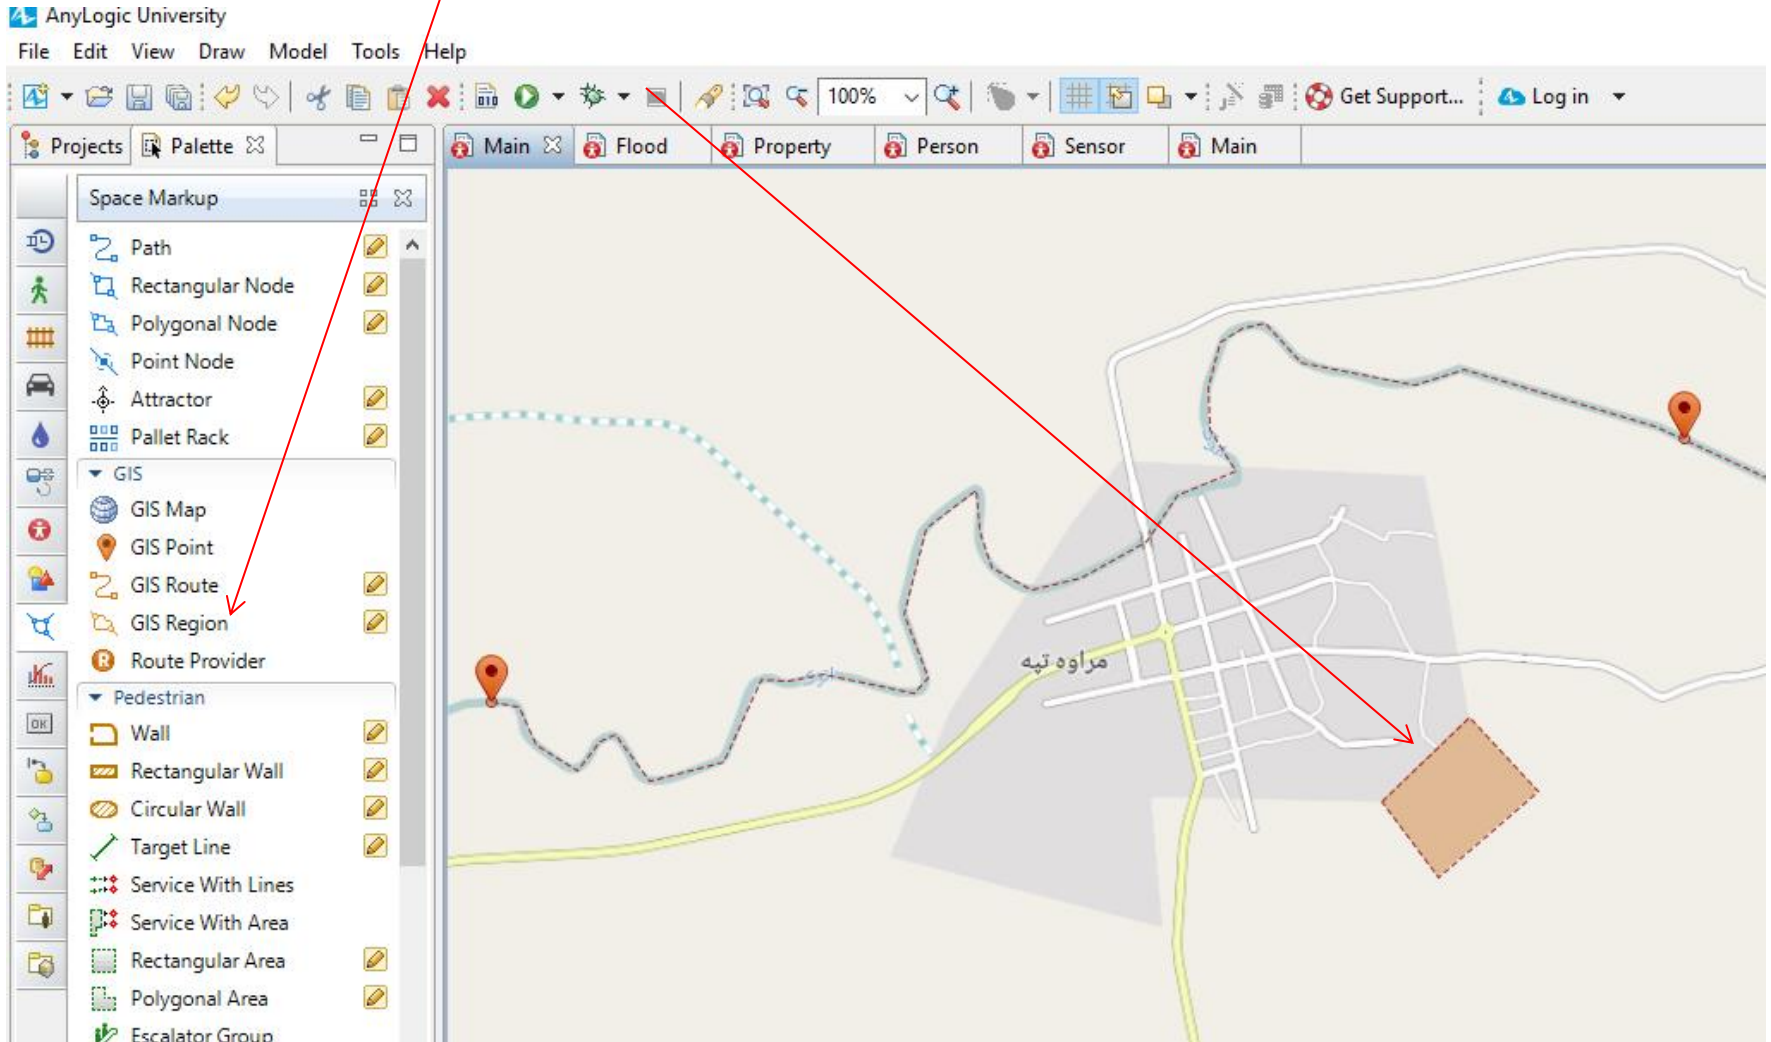 AnyLogic University
File Edit View Draw Model Tools Help
100%
Get Support...
Log in
Projects
Palette
Main
Flood
Property
Person
Sensor
Main
Space Markup
Path
Rectangular Node
Polygonal Node
Point Node
Attractor
Pallet Rack
GIS
GIS Map
GIS Point
GIS Route
GIS Region
Route Provider
Pedestrian
Wall
Rectangular Wall
Circular Wall
Target Line
Service With Lines
Service With Area
Rectangular Area
Polygonal Area
Escalator Group
OK
مراوه تپه